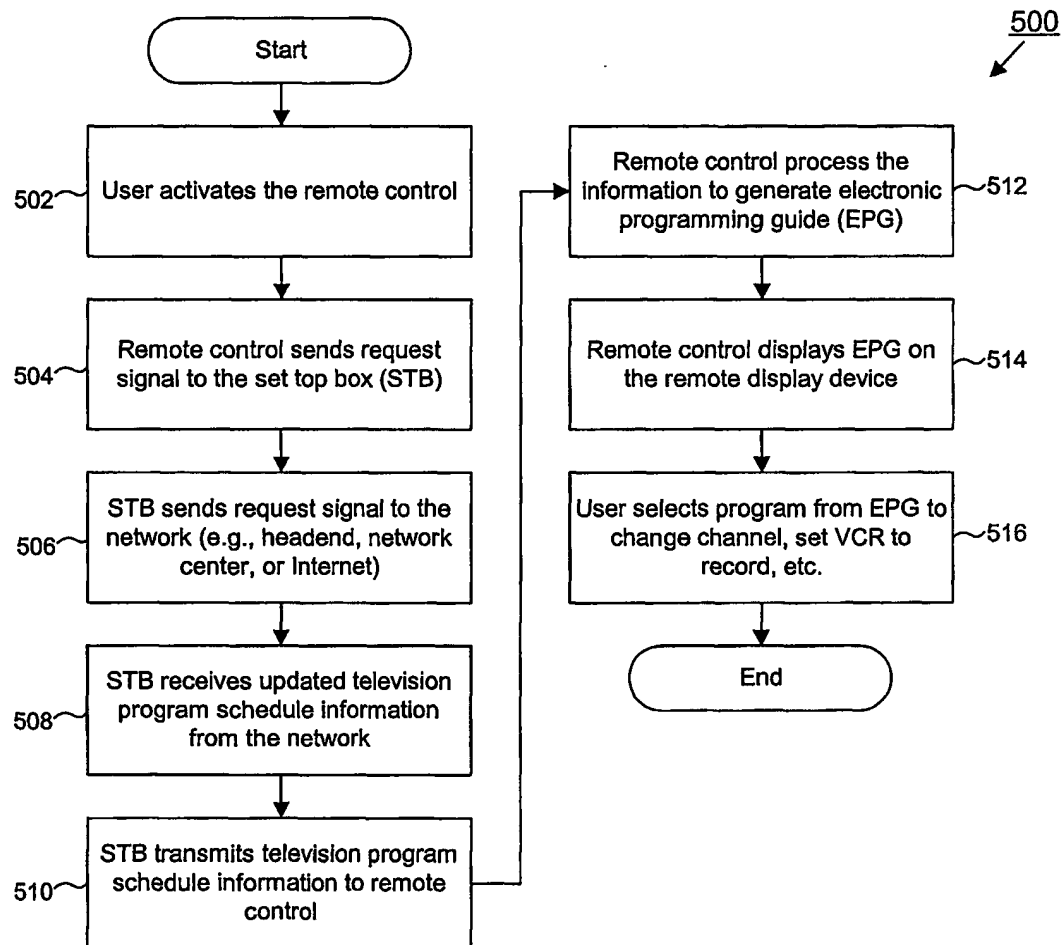 500
Start
502
User activates the remote control
504
Remote control sends request
signal to the set top box (STB)
506
STB sends request signal to the
network (e.g., headend, network
center, or Internet)
508
STB receives updated television
program schedule information
from the network
510
STB transmits television program
schedule information to remote
control
Remote control process the
information to generate electronic
programming guide (EPG)
512
Remote control displays EPG on
the remote display device
514
User selects program from EPG to
change channel, set VCR to
record, etc.
516
End